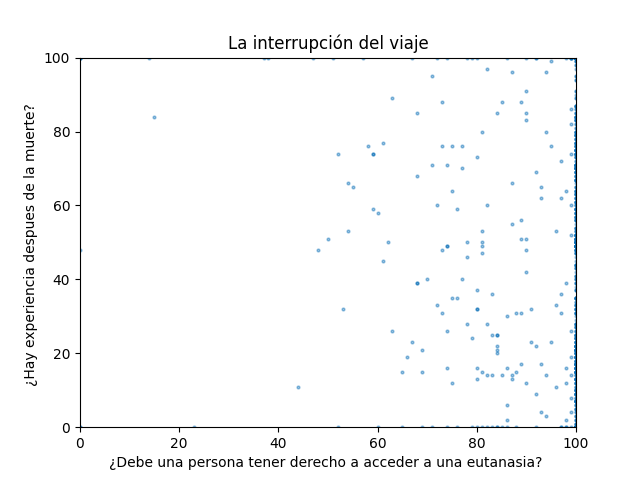 La interrupción del viaje
¿Hay experiencia despues de la muerte?
100
80
60
40
20
0
0 20 40 60 80 100
¿Debe una persona tener derecho a acceder a una eutanasia?